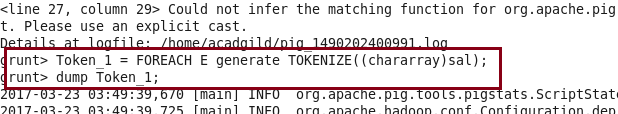 <line 27, column 29> Could not infer the matching function for org.apache.pig
t. Please use an explicit cast.
Details at logfile: /home/acadgild/pig_1490202400991.log
grunt> Token_1 = FOREACH E generate TOKENIZE((chararray)sal);
grunt> dump Token_1;
2017-03-23 03:49:39,670 [main] INFO  org.apache.pig.tools.pigstats.ScriptState
2017-03-23 03:49:39,725 [main] INFO  org.apache.hadoop.conf.Configuration.dep